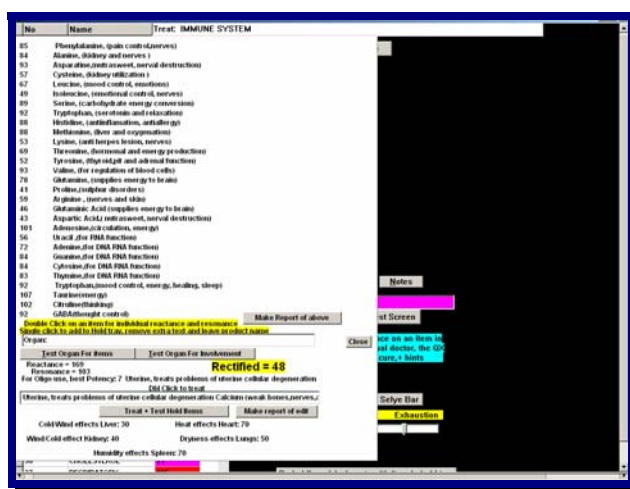 No Name Treat: IMMUNE SYSTEM
85 Phenylalanine, (pain control,nerves)
84 Alanine, (kidney and nerves )
93 Asparatine,(nutrasweet, nerval destruction)
57 Cysteine, (kidney utilization )
67 Leucine, (mood control, emotions)
49 Isoleucine, (emotional control, nerves)
89 Serine, (carbohydrate energy conversion)
92 Tryptophan, (serotonin and relaxation)
88 Histidine, (antiinflamation, antiallergy)
88 Methionine, (liver and oxygenation)
53 Lysine, (anti herpes lesion, nerves)
69 Threonine, (hormonal and energy production)
52 Tyrosine, (thyroid,pit and adrenal function)
93 Valine, (for regulation of blood cells)
78 Glutamine, (supplies energy to brain)
41 Proline,(sulphur disorders)
59 Arginine , (nerves and skin)
46 Glutaminic Acid (supplies energy to brain)
43 Aspartic Acid,( nutrasweet, nerval destruction)
101 Adenosine,(circulation, energy)
56 Uracil ,(for RNA function)
72 Adenine,(for DNA RNA function)
84 Guanine,(for DNA RNA function)
84 Cytosine,(for DNA RNA function)
83 Thymine,(for DNA RNA function)
92 Tryptophan,(mood control, energy, healing, sleep)
107 Taurine(energy)
102 Citruline(thinking)
92 GABA(thought control)
Make Report of above
Double Click on an item for individual reactance and resonance
Single click to add to Hold tray, remove extra text and leave product name
Organ:
Close
Test Organ For Items Test Organ For Involvement
Reactance = 169
Resonance = 103
Rectified = 48
For Oligo use, best Potency: 7 Uterine, treats problems of uterine cellular degeneration
Dbl Click to treat
Uterine, treats problems of uterine cellular degeneration Calcium (weak bones,nerves,
Treat + Test Hold Items Make report of edit
Cold/Wind effects Liver: 30 Heat effects Heart: 70
Wind/Cold effect Kidney: 40 Dryness effects Lungs: 50
Humidity effects Spleen: 70
Notes
st Screen
ce on an item in
al doctor, the QX
cure,+ hints
Selye Bar
Exhaustion
CHOLESTEROL